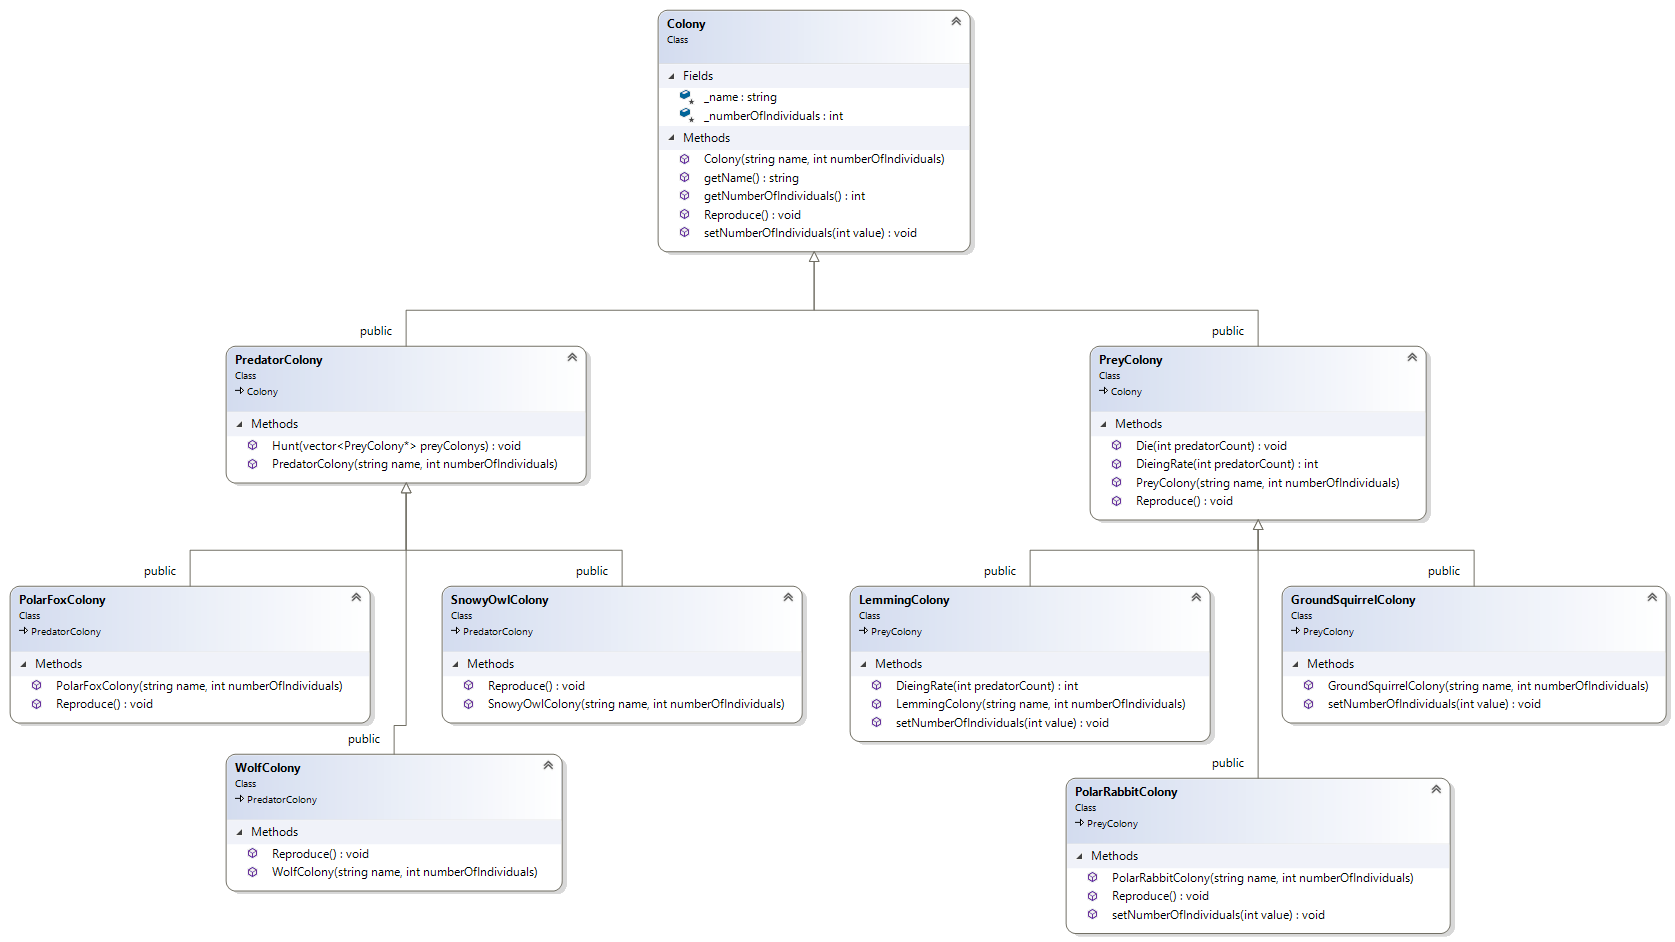 Colony
Class
Fields
_name : string
_numberOfIndividuals : int
Methods
Colony(string name, int numberOfIndividuals)
getName() : string
getNumberOfIndividuals() : int
Reproduce() : void
setNumberOfIndividuals(int value) : void
public
PredatorColony
Class
Colony
Methods
Hunt(vector<PreyColony*> preyColonys) : void
PredatorColony(string name, int numberOfIndividuals)
public
PreyColony
Class
Colony
Methods
Die(int predatorCount) : void
DieingRate(int predatorCount) : int
PreyColony(string name, int numberOfIndividuals)
Reproduce() : void
public
PolarFoxColony
Class
PredatorColony
Methods
PolarFoxColony(string name, int numberOfIndividuals)
Reproduce() : void
public
SnowyOwlColony
Class
PredatorColony
Methods
Reproduce() : void
SnowyOwlColony(string name, int numberOfIndividuals)
public
LemmingColony
Class
PreyColony
Methods
DieingRate(int predatorCount) : int
LemmingColony(string name, int numberOfIndividuals)
setNumberOfIndividuals(int value) : void
public
GroundSquirrelColony
Class
PreyColony
Methods
GroundSquirrelColony(string name, int numberOfIndividuals)
setNumberOfIndividuals(int value) : void
public
WolfColony
Class
PredatorColony
Methods
Reproduce() : void
WolfColony(string name, int numberOfIndividuals)
public
PolarRabbitColony
Class
PreyColony
Methods
PolarRabbitColony(string name, int numberOfIndividuals)
Reproduce() : void
setNumberOfIndividuals(int value) : void